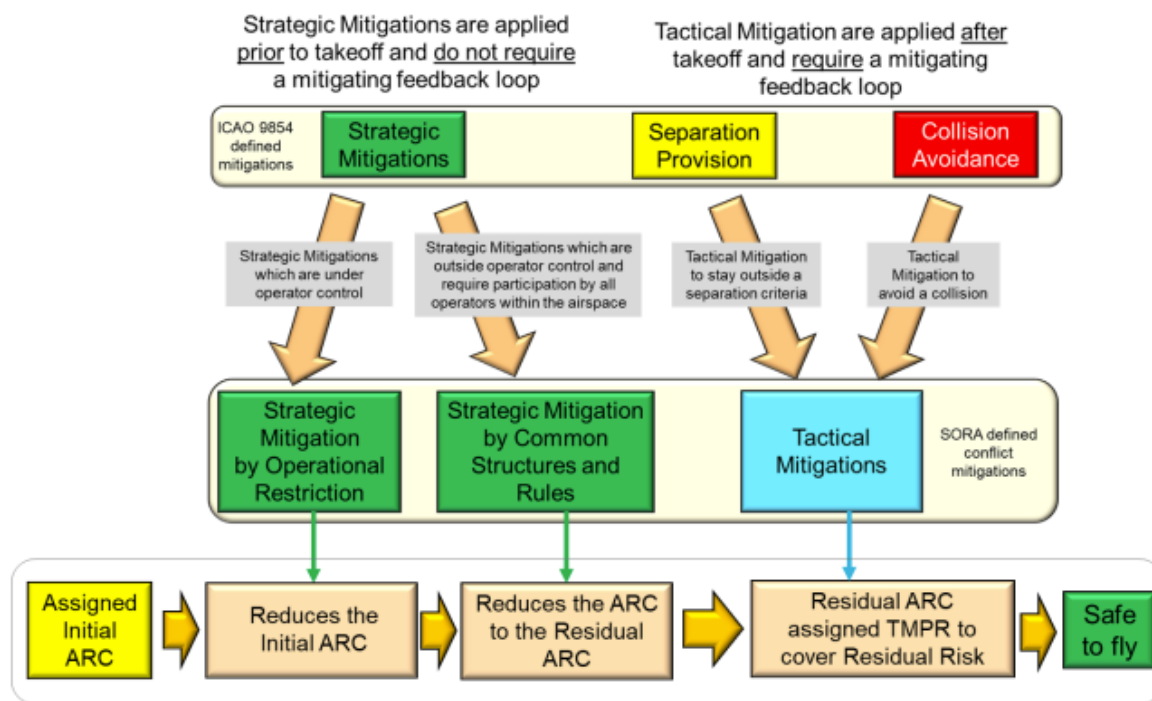 Strategic Mitigations are applied
prior to takeoff and do not require
a mitigating feedback loop
Tactical Mitigation are applied after
takeoff and require a mitigating
feedback loop
ICAO 9854
defined
mitigations
Strategic
Mitigations
Separation
Provision
Collision
Avoidance
Strategic Mitigations
which are under
operator control
Strategic Mitigations which are
outside operator control and
require participation by all
operators within the airspace
Tactical Mitigation
to stay outside a
separation criteria
Tactical
Mitigation to
avoid a collision
Strategic
Mitigation
by Operational
Restriction
Strategic Mitigation
by Common
Structures and
Rules
Tactical
Mitigations
SORA defined
conflict
mitigations
Assigned
Initial
ARC
Reduces the
Initial ARC
Reduces the ARC
to the Residual
ARC
Residual ARC
assigned TMPR to
cover Residual Risk
Safe
to fly